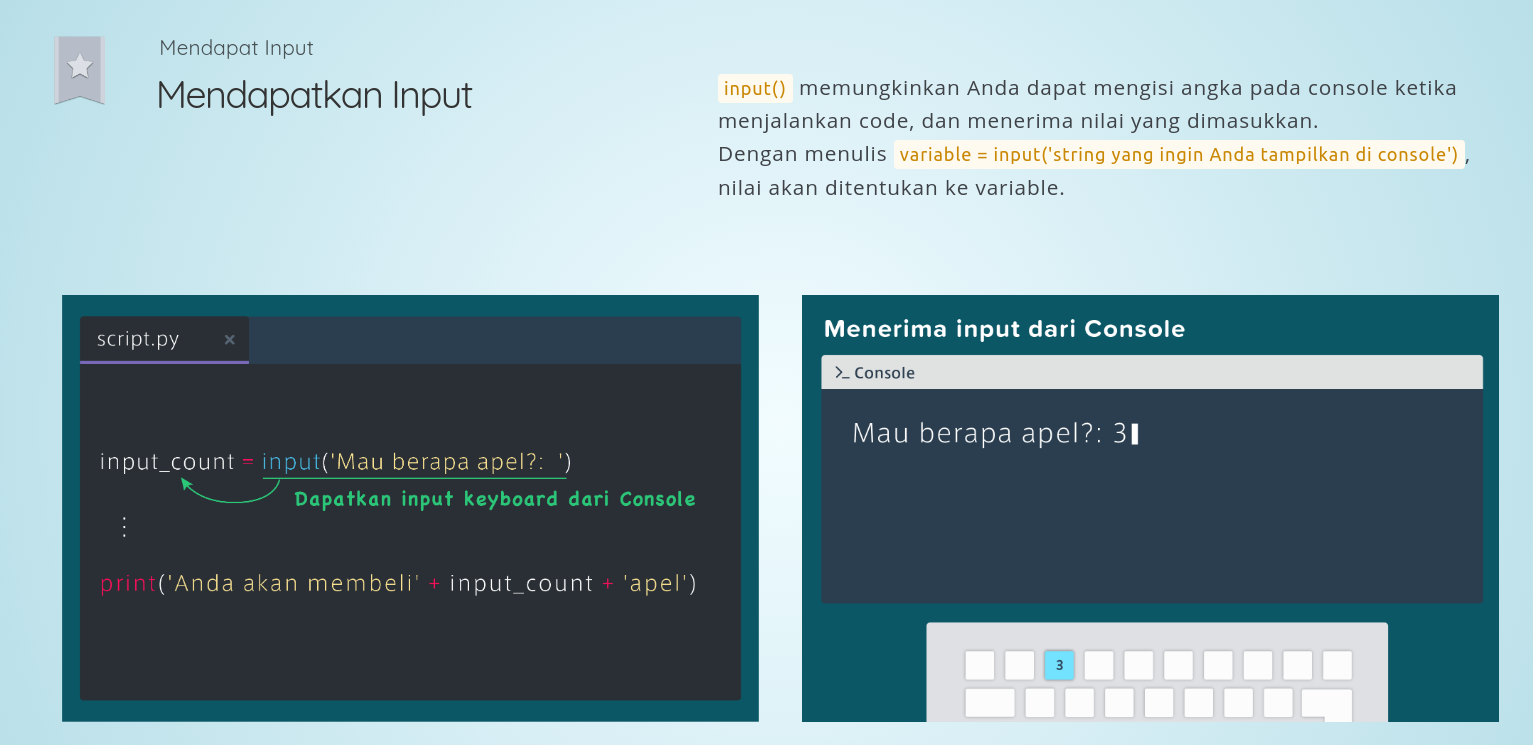 Mendapat Input
Mendapatkan Input
input() memungkinkan Anda dapat mengisi angka pada console ketika
menjalankan code, dan menerima nilai yang dimasukkan.
Dengan menulis variable = input('string yang ingin Anda tampilkan di console') ,
nilai akan ditentukan ke variable.
script.py ×
input_count = input('Mau berapa apel?:  ')
Dapatkan input keyboard dari Console
⋮
print('Anda akan membeli' + input_count + 'apel')
Menerima input dari Console
>_ Console
Mau berapa apel?: 3
3